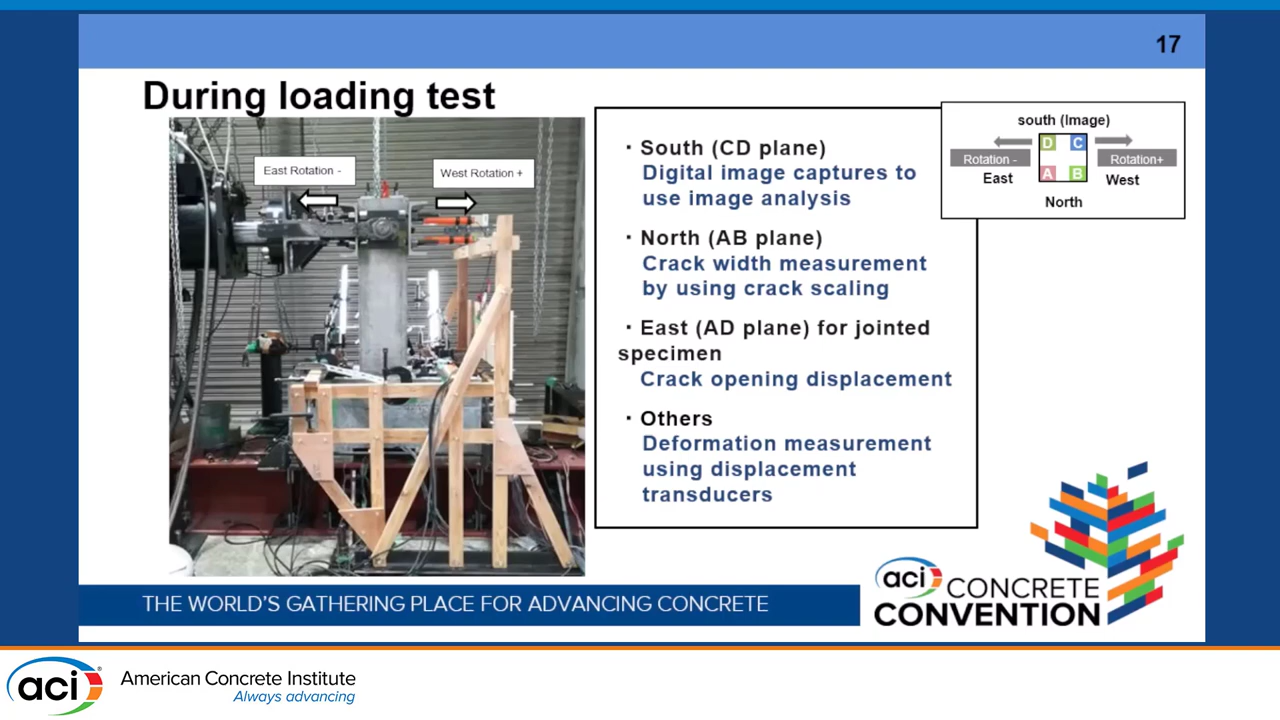 17
During loading test
East Rotation -
West Rotation +
・South (CD plane)
Digital image captures to
use image analysis
・North (AB plane)
Crack width measurement
by using crack scaling
・East (AD plane) for jointed
specimen
Crack opening displacement
・Others
Deformation measurement
using displacement
transducers
south (Image)
D C
Rotation - Rotation+
A B
East West
North
THE WORLD'S GATHERING PLACE FOR ADVANCING CONCRETE
aci CONCRETE
CONVENTION
aci® American Concrete Institute
Always advancing